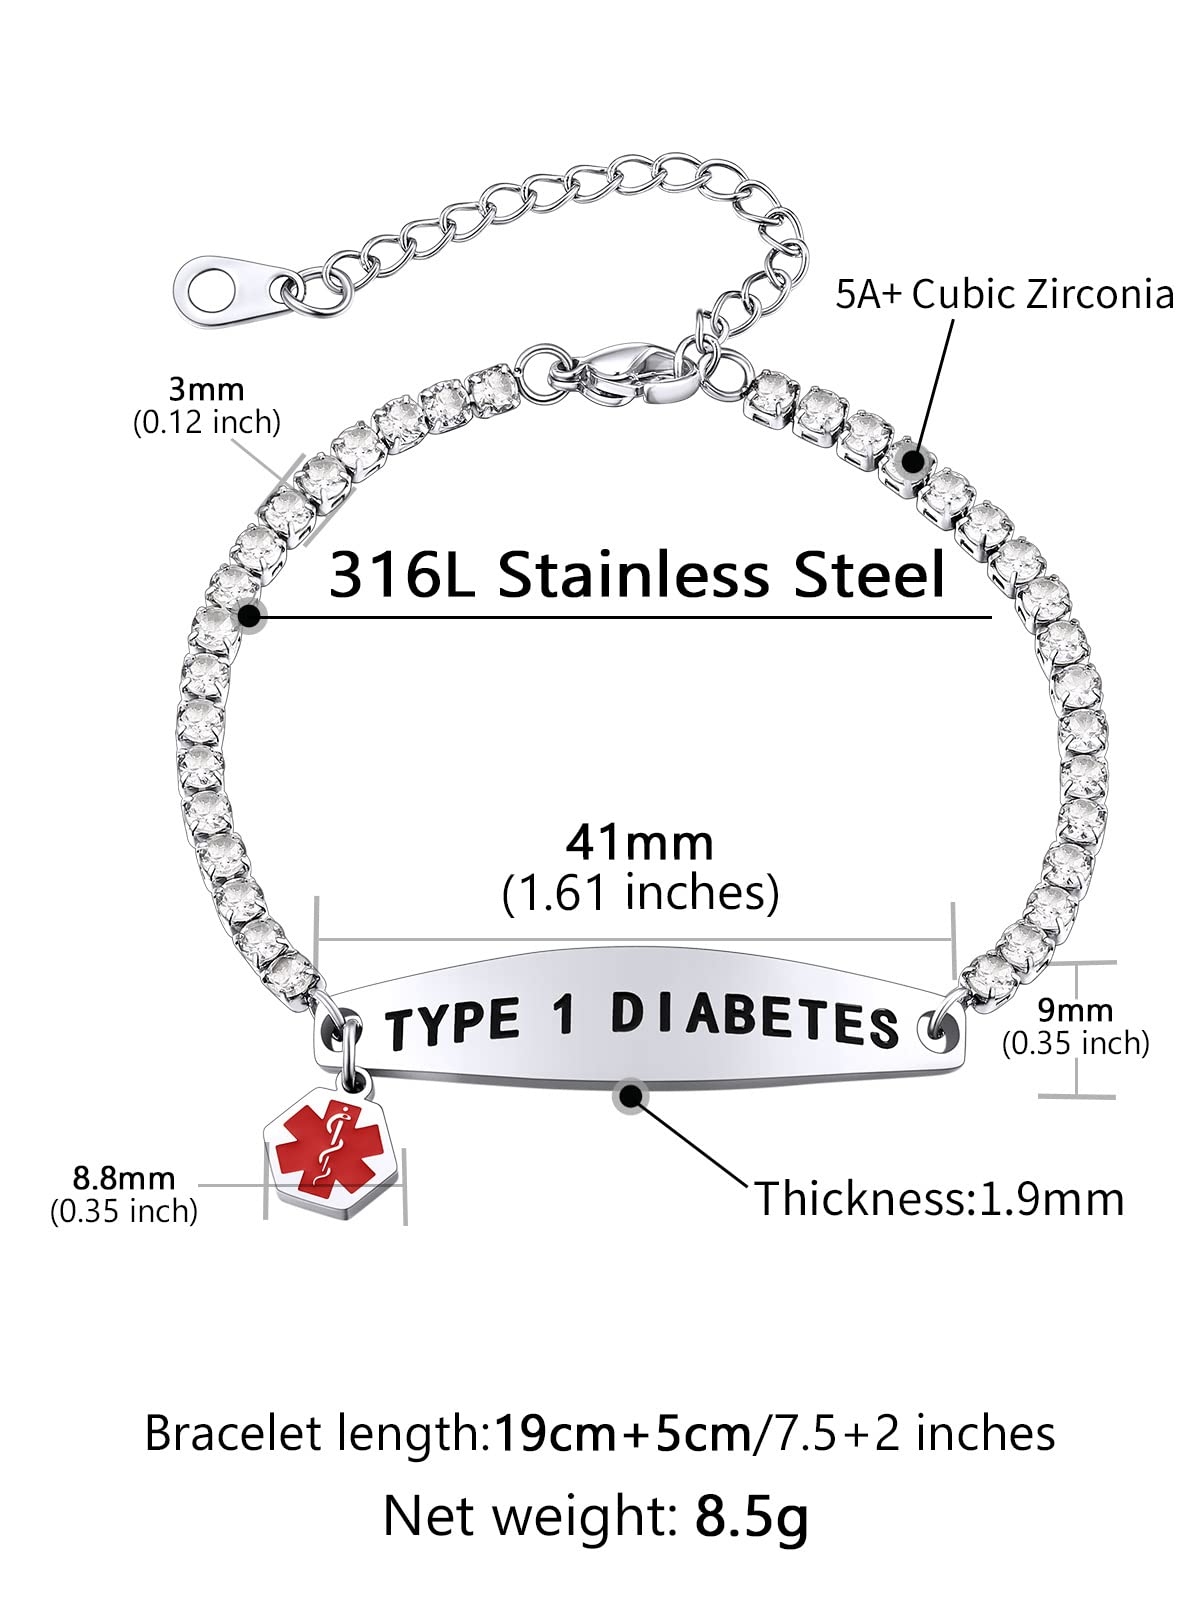 5A+ Cubic Zirconia
3mm
(0.12 inch)
316L Stainless Steel
41mm
(1.61 inches)
TYPE 1 DIABETES
9mm
(0.35 inch)
8.8mm
(0.35 inch)
Thickness:1.9mm
Bracelet length:19cm+5cm/7.5+2 inches
Net weight: 8.5g